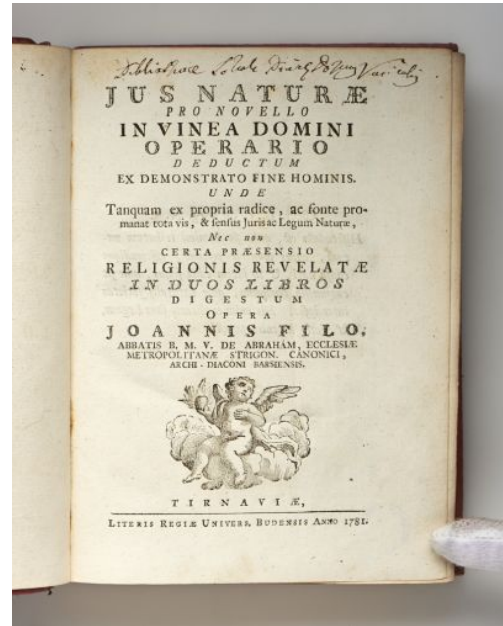 JUS NATURÆ
PRO NOVELLO
IN VINEA DOMINI
OPERARIO
DEDUCTUM
EX DEMONSTRATO FINE HOMINIS.
UNDE
Tanquam ex propria radice, ac fonte pro-
manat tota vis, & sensus Juris ac Legum Naturæ,
Nec non
CERTA PRÆSENSIO
RELIGIONIS REVELATÆ
IN DUOS LIBROS
DIGESTUM
OPERA
JOANNIS FILO,
ABBATIS B. M. V. DE ABRAHÁM, ECCLESIÆ
METROPOLITANÆ STRIGON. CANONICI,
ARCHI-DIACONI BARSIENSIS.
TIRNAVIÆ,
LITERIS REGIÆ UNIVERS. BUDENSIS ANNO 1781.